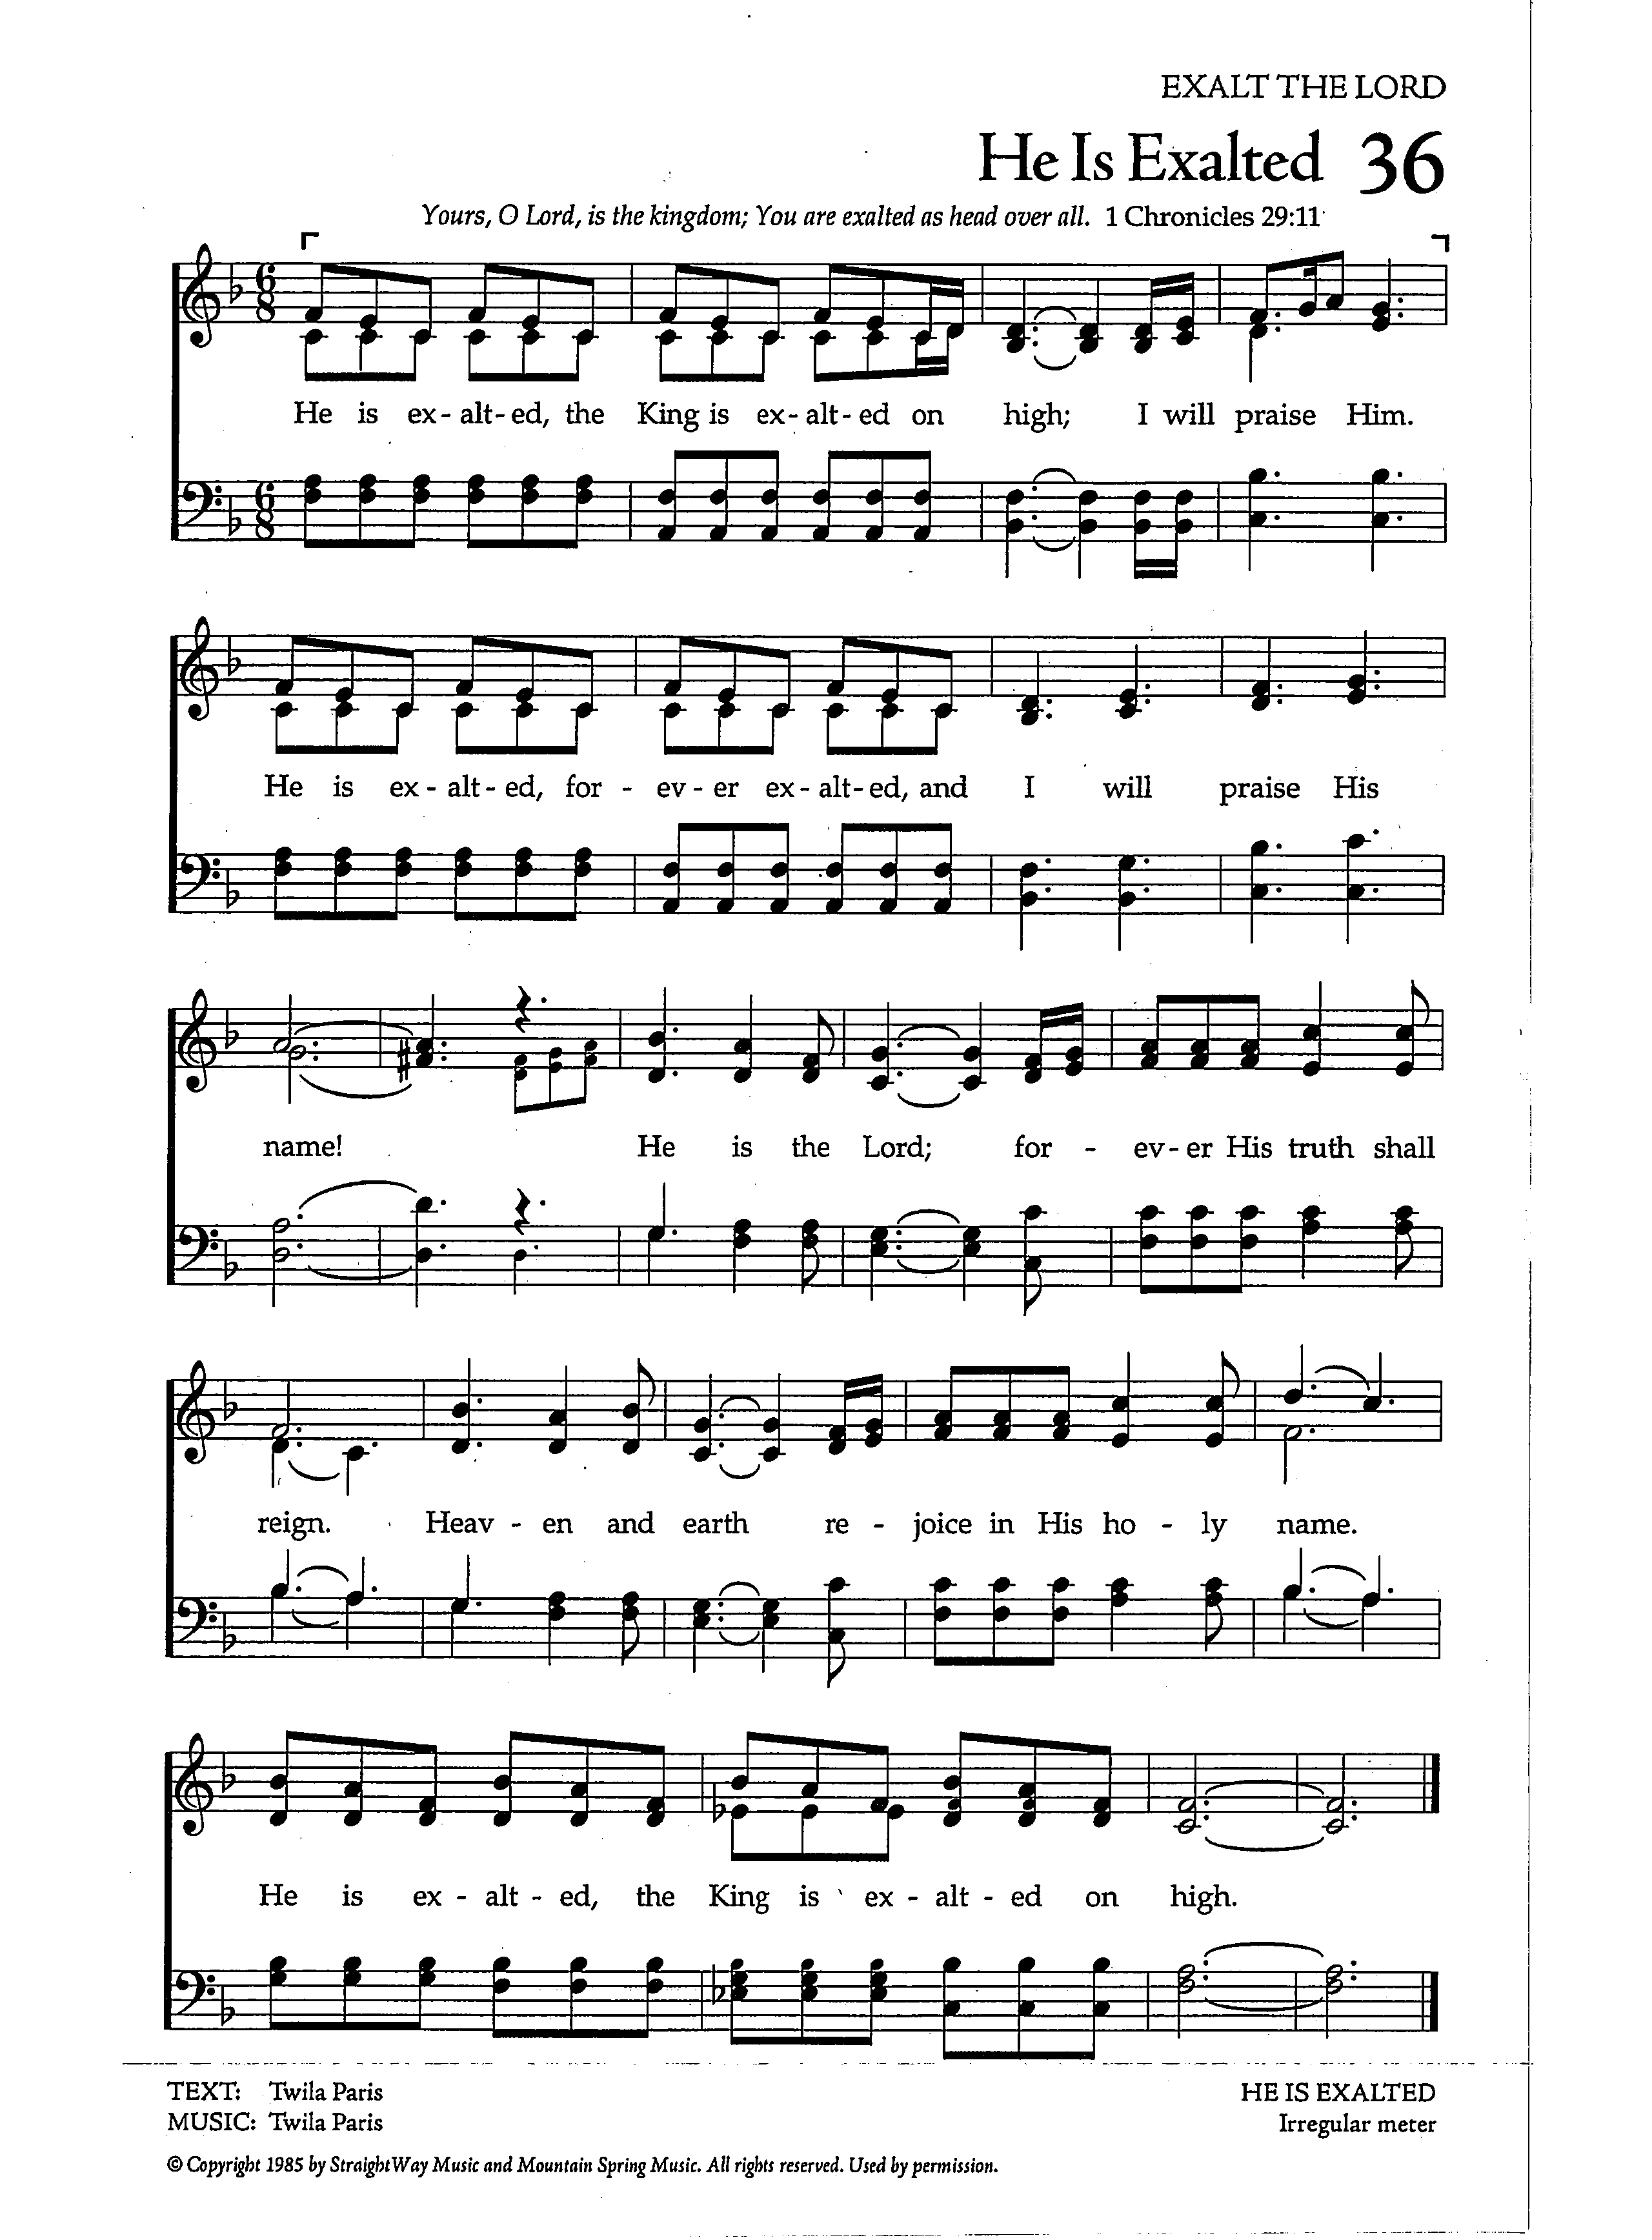 EXALT THE LORD
He Is Exalted 36
Yours, O Lord, is the kingdom; You are exalted as head over all. 1 Chronicles 29:11
He is ex - alt - ed, the King is ex - alt - ed on high; I will praise Him.
He is ex - alt - ed, for - ev - er ex - alt - ed, and I will praise His
name! He is the Lord; for - ev - er His truth shall
reign. Heav - en and earth re - joice in His ho - ly name.
He is ex - alt - ed, the King is ex - alt - ed on high.
TEXT: Twila Paris HE IS EXALTED
MUSIC: Twila Paris Irregular meter
© Copyright 1985 by StraightWay Music and Mountain Spring Music. All rights reserved. Used by permission.